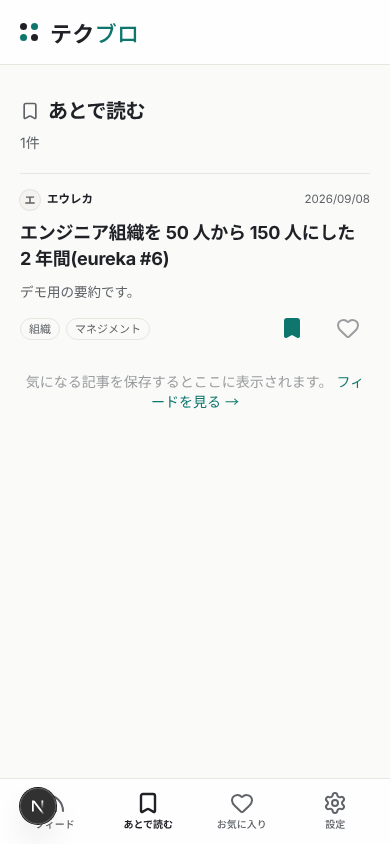 テクブロ
あとで読む
1件
エ エウレカ 2026/09/08
エンジニア組織を 50 人から 150 人にした
2 年間(eureka #6)
デモ用の要約です。
組織 マネジメント
気になる記事を保存するとここに表示されます。 フィ
ードを見る →
N
ィード あとで読む お気に入り 設定